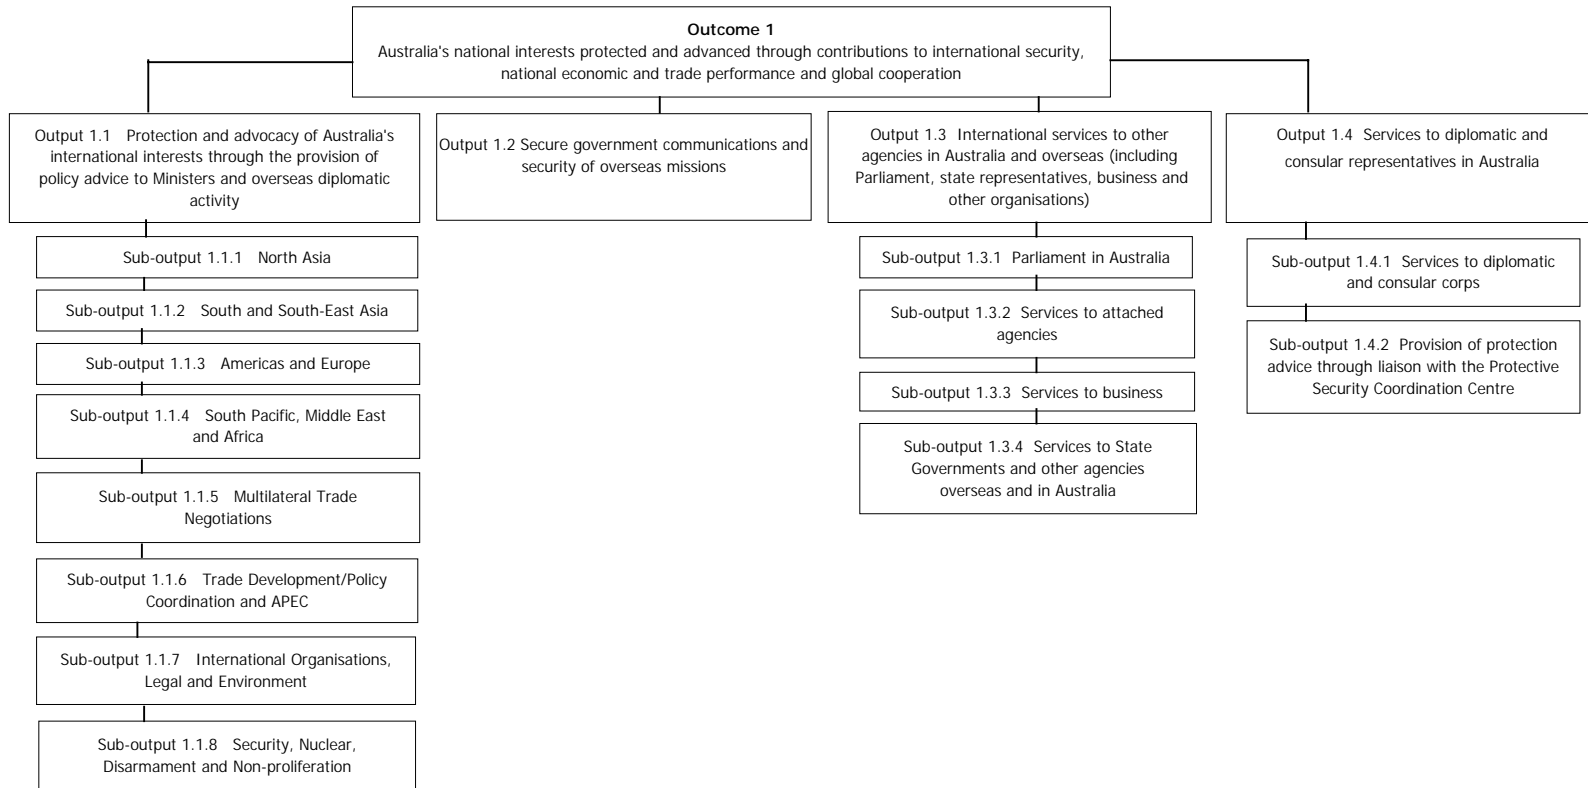 Outcome 1
Australia's national interests protected and advanced through contributions to international security,
national economic and trade performance and global cooperation
Output 1.1 Protection and advocacy of Australia's
international interests through the provision of
policy advice to Ministers and overseas diplomatic
activity
Output 1.2 Secure government communications and
security of overseas missions
Output 1.3 International services to other
agencies in Australia and overseas (including
Parliament, state representatives, business and
other organisations)
Output 1.4 Services to diplomatic and
consular representatives in Australia
Sub-output 1.1.1 North Asia
Sub-output 1.1.2 South and South-East Asia
Sub-output 1.1.3 Americas and Europe
Sub-output 1.1.4 South Pacific, Middle East
and Africa
Sub-output 1.1.5 Multilateral Trade
Negotiations
Sub-output 1.1.6 Trade Development/Policy
Coordination and APEC
Sub-output 1.1.7 International Organisations,
Legal and Environment
Sub-output 1.1.8 Security, Nuclear,
Disarmament and Non-proliferation
Sub-output 1.3.1 Parliament in Australia
Sub-output 1.3.2 Services to attached
agencies
Sub-output 1.3.3 Services to business
Sub-output 1.3.4 Services to State
Governments and other agencies
overseas and in Australia
Sub-output 1.4.1 Services to diplomatic
and consular corps
Sub-output 1.4.2 Provision of protection
advice through liaison with the Protective
Security Coordination Centre